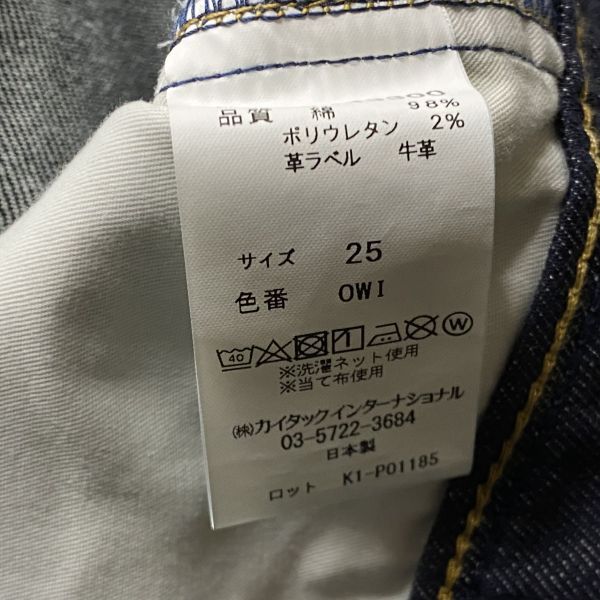 品質 綿 98%
ポリウレタン 2%
革ラベル 牛革
サイズ 25
色番 OWI
40 1 W
※洗濯ネット使用
※当て布使用
㈱カイタックインターナショナル
03-5722-3684
日本製
ロット K1-P01185